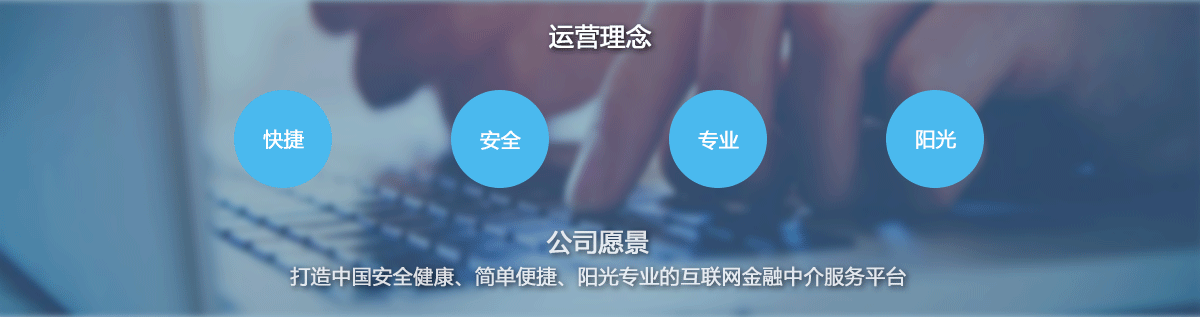 运营理念
快捷
安全
专业
阳光
公司愿景
打造中国安全健康、简单便捷、阳光专业的互联网金融中介服务平台